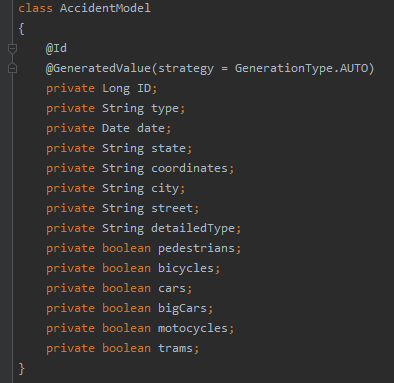 class AccidentModel
{
@Id
@GeneratedValue(strategy = GenerationType.AUTO)
private Long ID;
private String type;
private Date date;
private String state;
private String coordinates;
private String city;
private String street;
private String detailedType;
private boolean pedestrians;
private boolean bicycles;
private boolean cars;
private boolean bigCars;
private boolean motocycles;
private boolean trams;
}